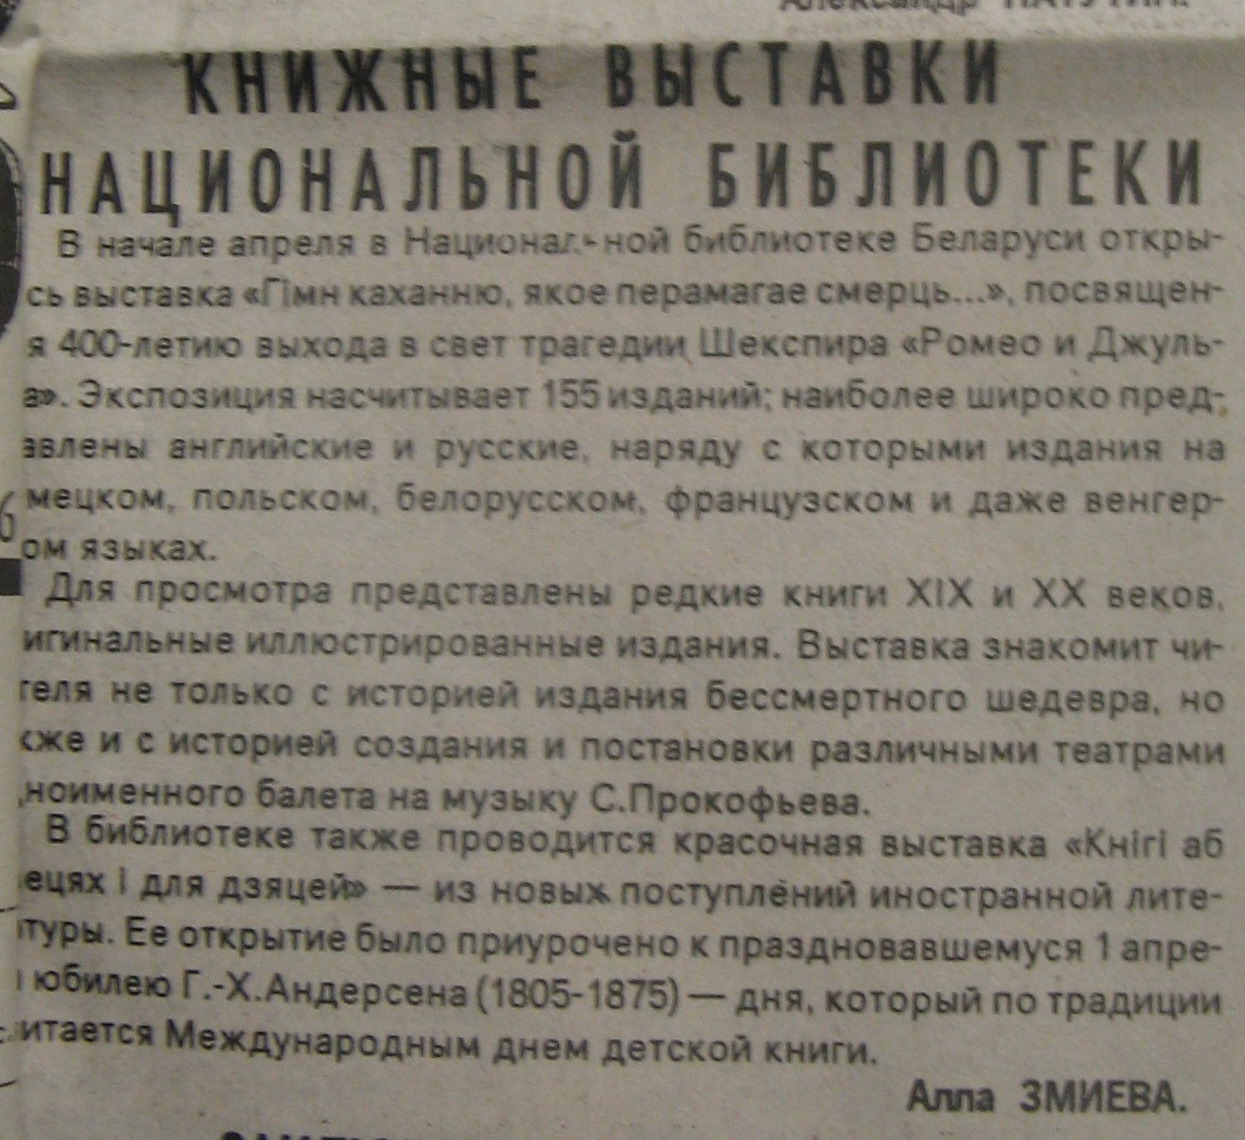 КНИЖНЫЕ ВЫСТАВКИ
НАЦИОНАЛЬНОЙ БИБЛИОТЕКИ
В начале апреля в Национальной библиотеке Беларуси откры-
сь выставка «Гімн каханню, якое перамагае смерць...», посвящен-
я 400-летию выхода в свет трагедии Шекспира «Ромео и Джуль-
а». Экспозиция насчитывает 155 изданий; наиболее широко пред-
авлены английские и русские, наряду с которыми издания на
мецком, польском, белорусском, французском и даже венгер-
ом языках.
Для просмотра представлены редкие книги XIX и XX веков,
игинальные иллюстрированные издания. Выставка знакомит чи-
теля не только с историей издания бессмертного шедевра, но
кже и с историей создания и постановки различными театрами
дноименного балета на музыку С.Прокофьева.
В библиотеке также проводится красочная выставка «Кнігі аб
ецях і для дзяцей» — из новых поступлений иностранной лите-
туры. Ее открытие было приурочено к праздновавшемуся 1 апре-
юбилею Г.-Х.Андерсена (1805-1875) — дня, который по традиции
итается Международным днем детской книги.
Алла ЗМИЕВА.